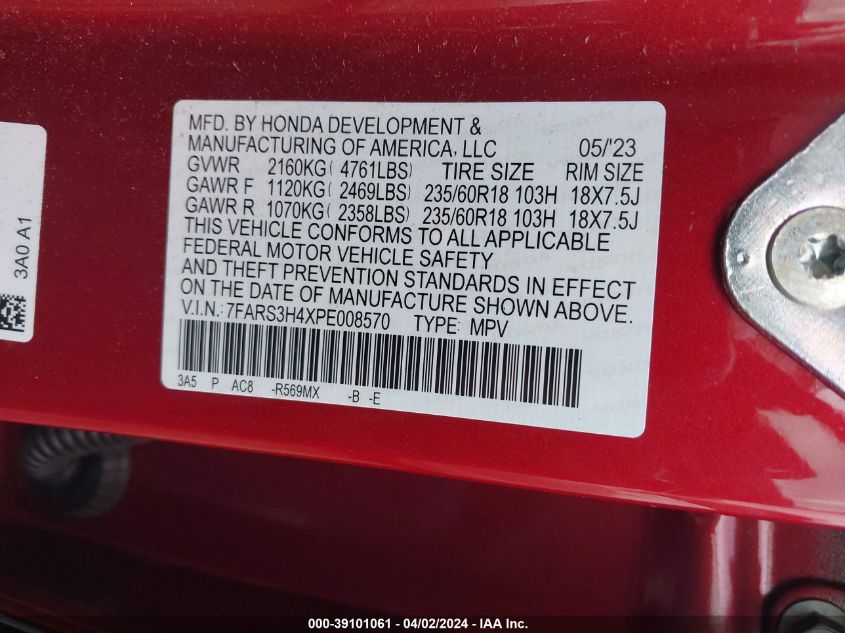 MFD. BY HONDA DEVELOPMENT &
MANUFACTURING OF AMERICA, LLC 05/'23
GVWR 2160KG( 4761LBS) TIRE SIZE RIM SIZE
GAWR F 1120KG( 2469LBS) 235/60R18 103H 18X7.5J
GAWR R 1070KG( 2358LBS) 235/60R18 103H 18X7.5J
THIS VEHICLE CONFORMS TO ALL APPLICABLE
FEDERAL MOTOR VEHICLE SAFETY
AND THEFT PREVENTION STANDARDS IN EFFECT
ON THE DATE OF MANUFACTURE SHOWN ABOVE.
V.I.N.: 7FARS3H4XPE008570 TYPE: MPV
3A5 P AC8 -R569MX -B -E
3A0 A1
000-39101061 - 04/02/2024 - IAA Inc.